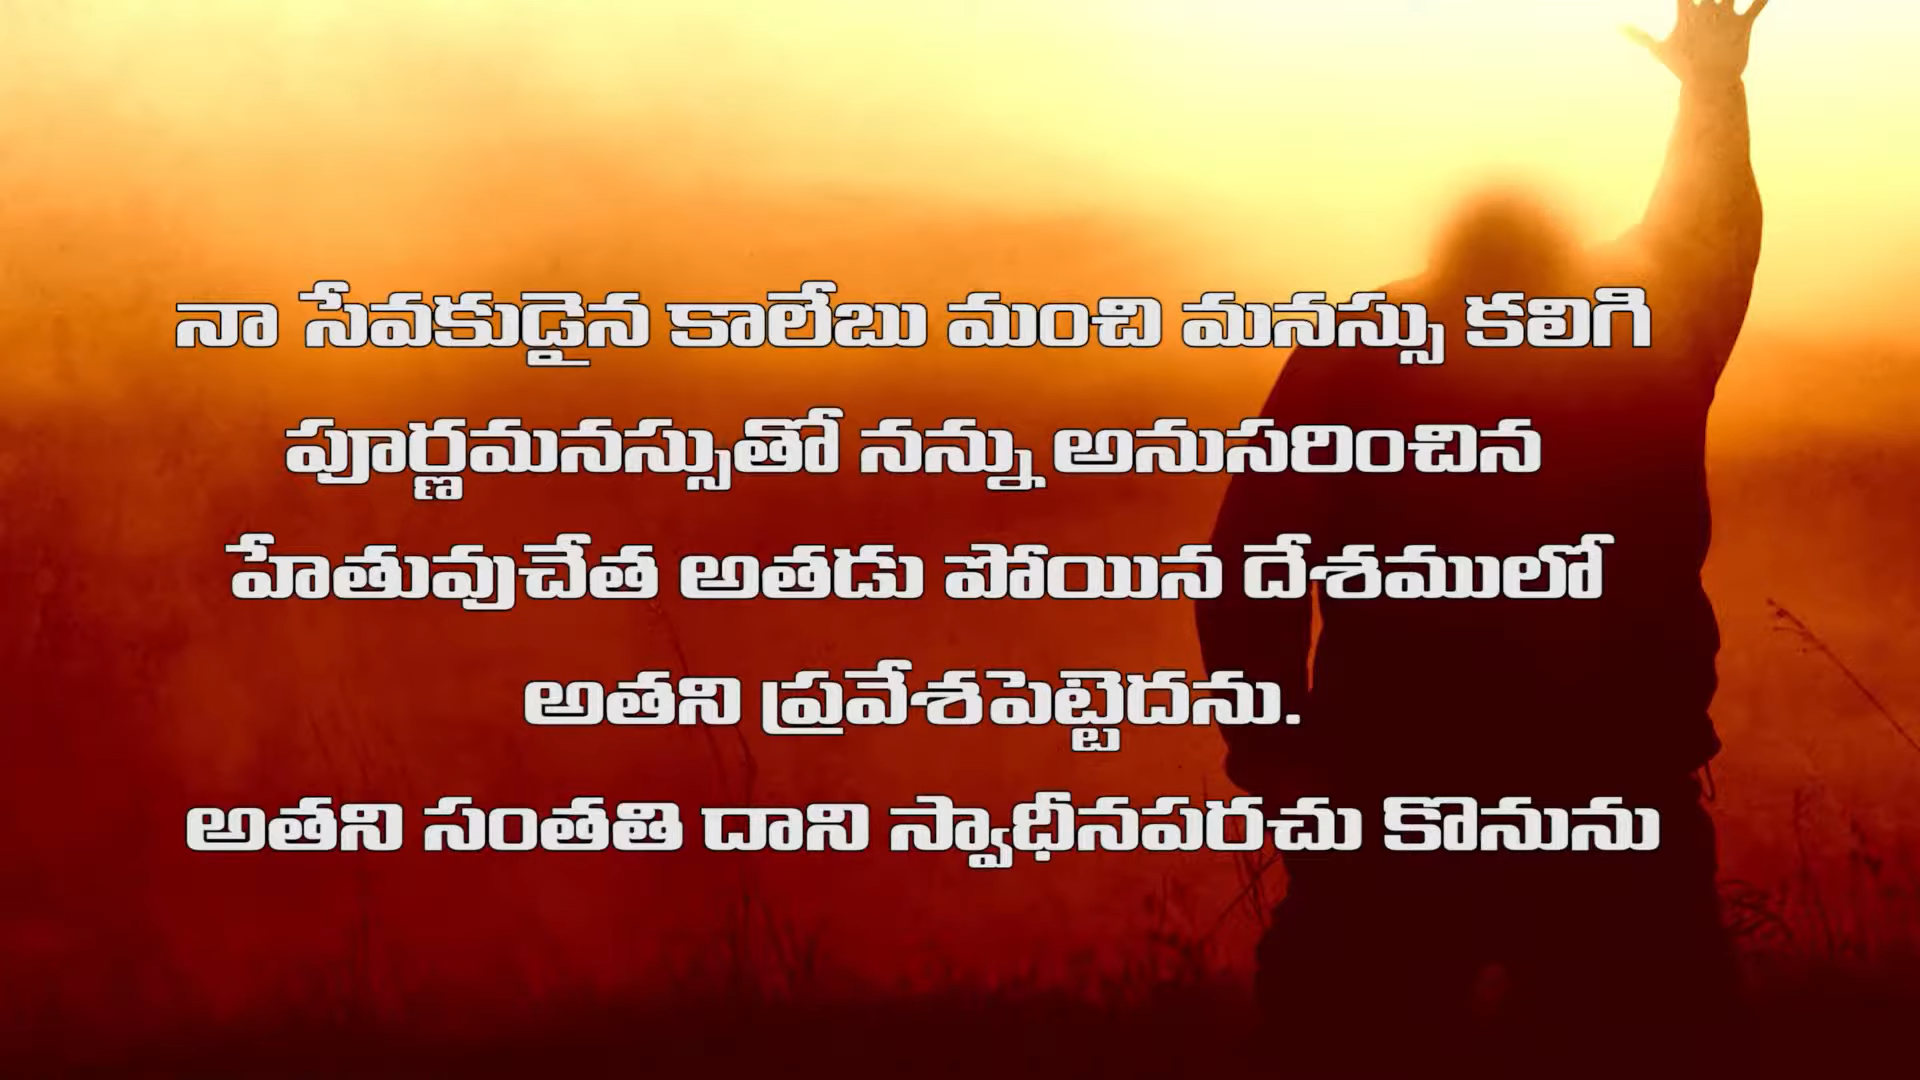 నా సేవకుడైన కాలేబు మంచి మనస్సు కలిగి
పూర్ణమనస్సుతో నన్ను అనుసరించిన
హేతువుచేత అతడు పోయిన దేశములో
అతని ప్రవేశపెట్టెదను.
అతని సంతతి దాని స్వాధీనపరచు కొనును